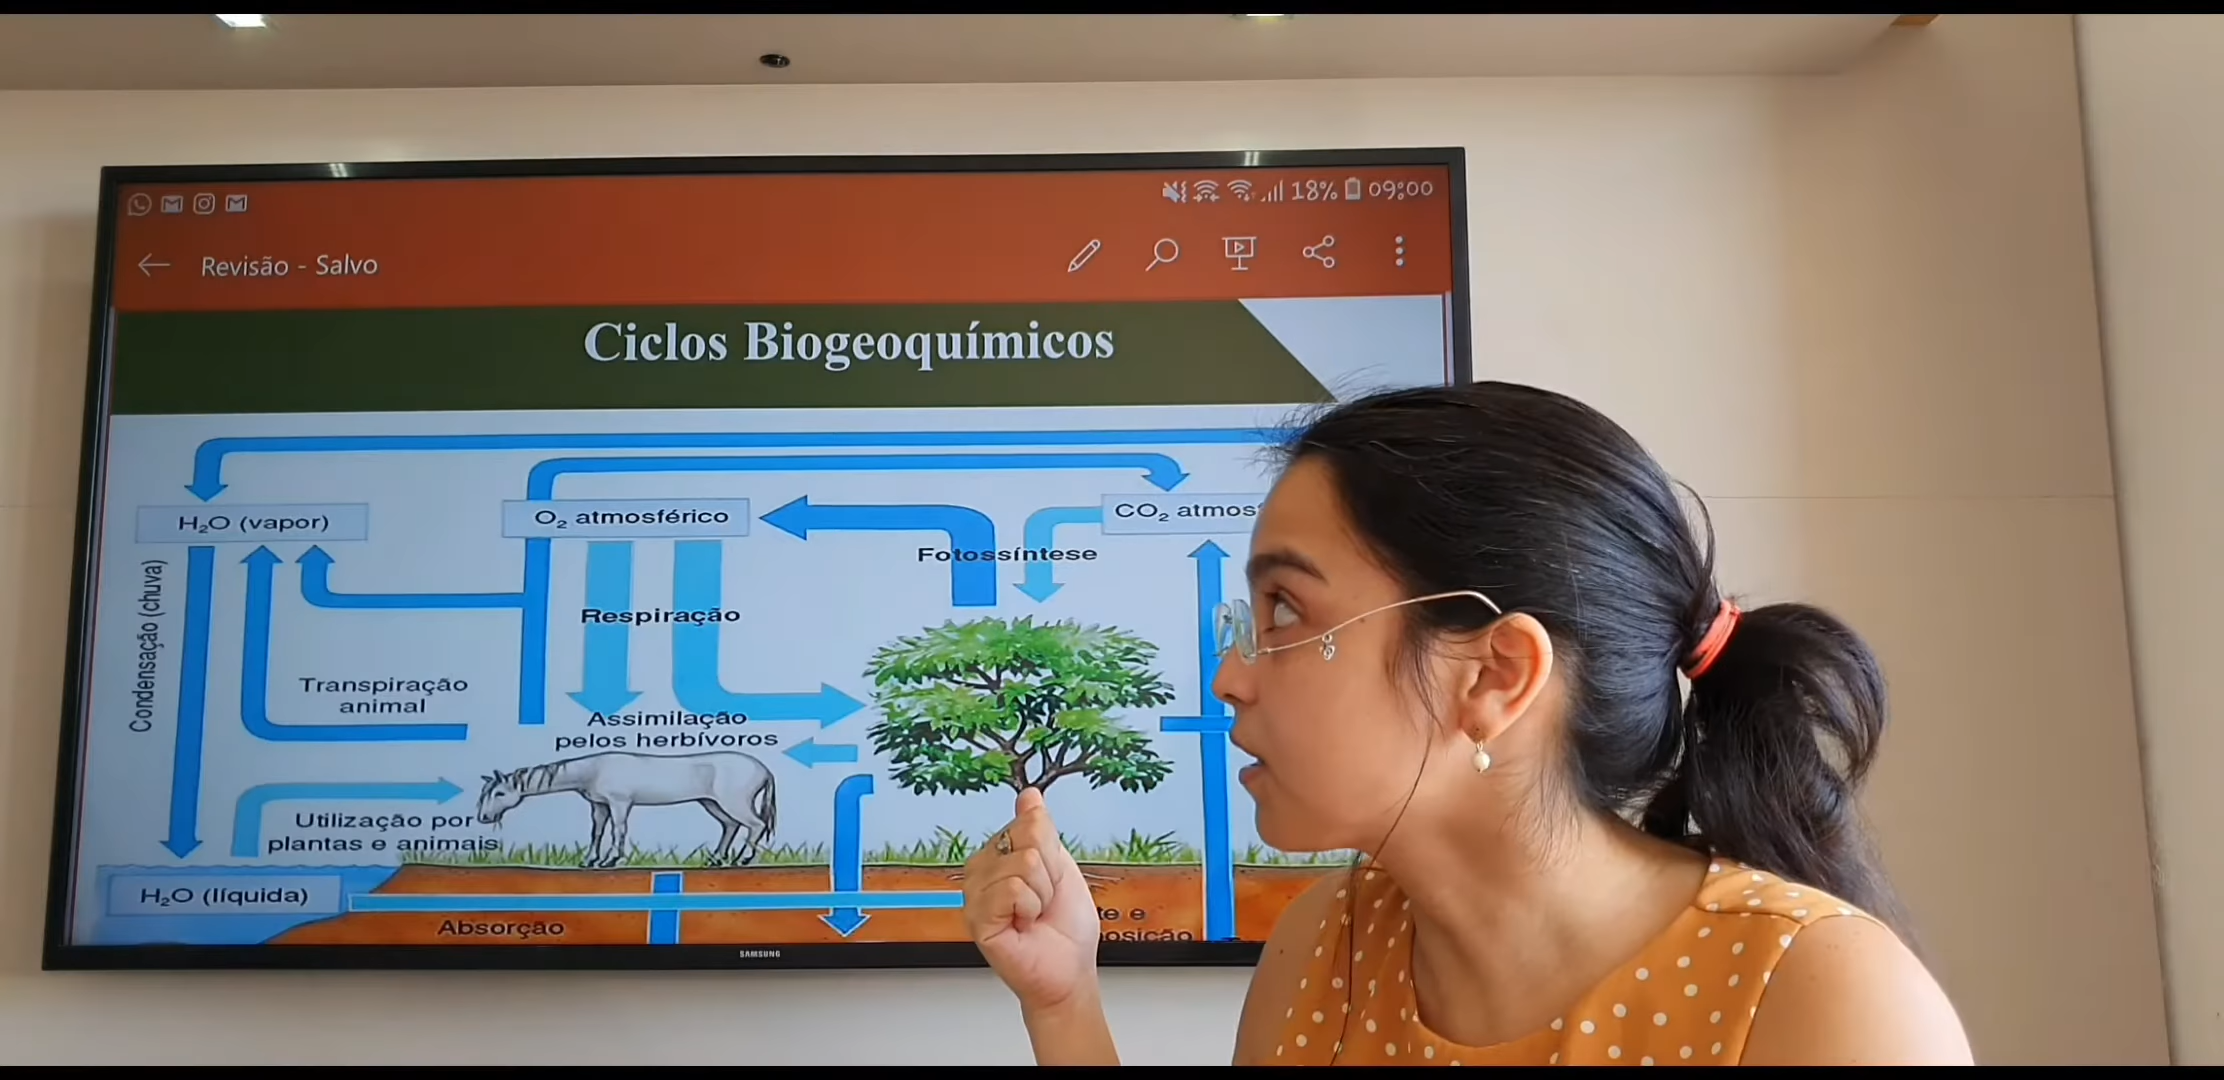 18% 09:00
Revisão - Salvo
Ciclos Biogeoquímicos
H₂O (vapor)
O₂ atmosférico
CO₂
Fotossíntese
Condensação (chuva)
Respiração
Transpiração
animal
Assimilação
pelos herbívoros
Utilização por
plantas e animais
H₂O (líquida)
Absorção
e
SAMSUNG